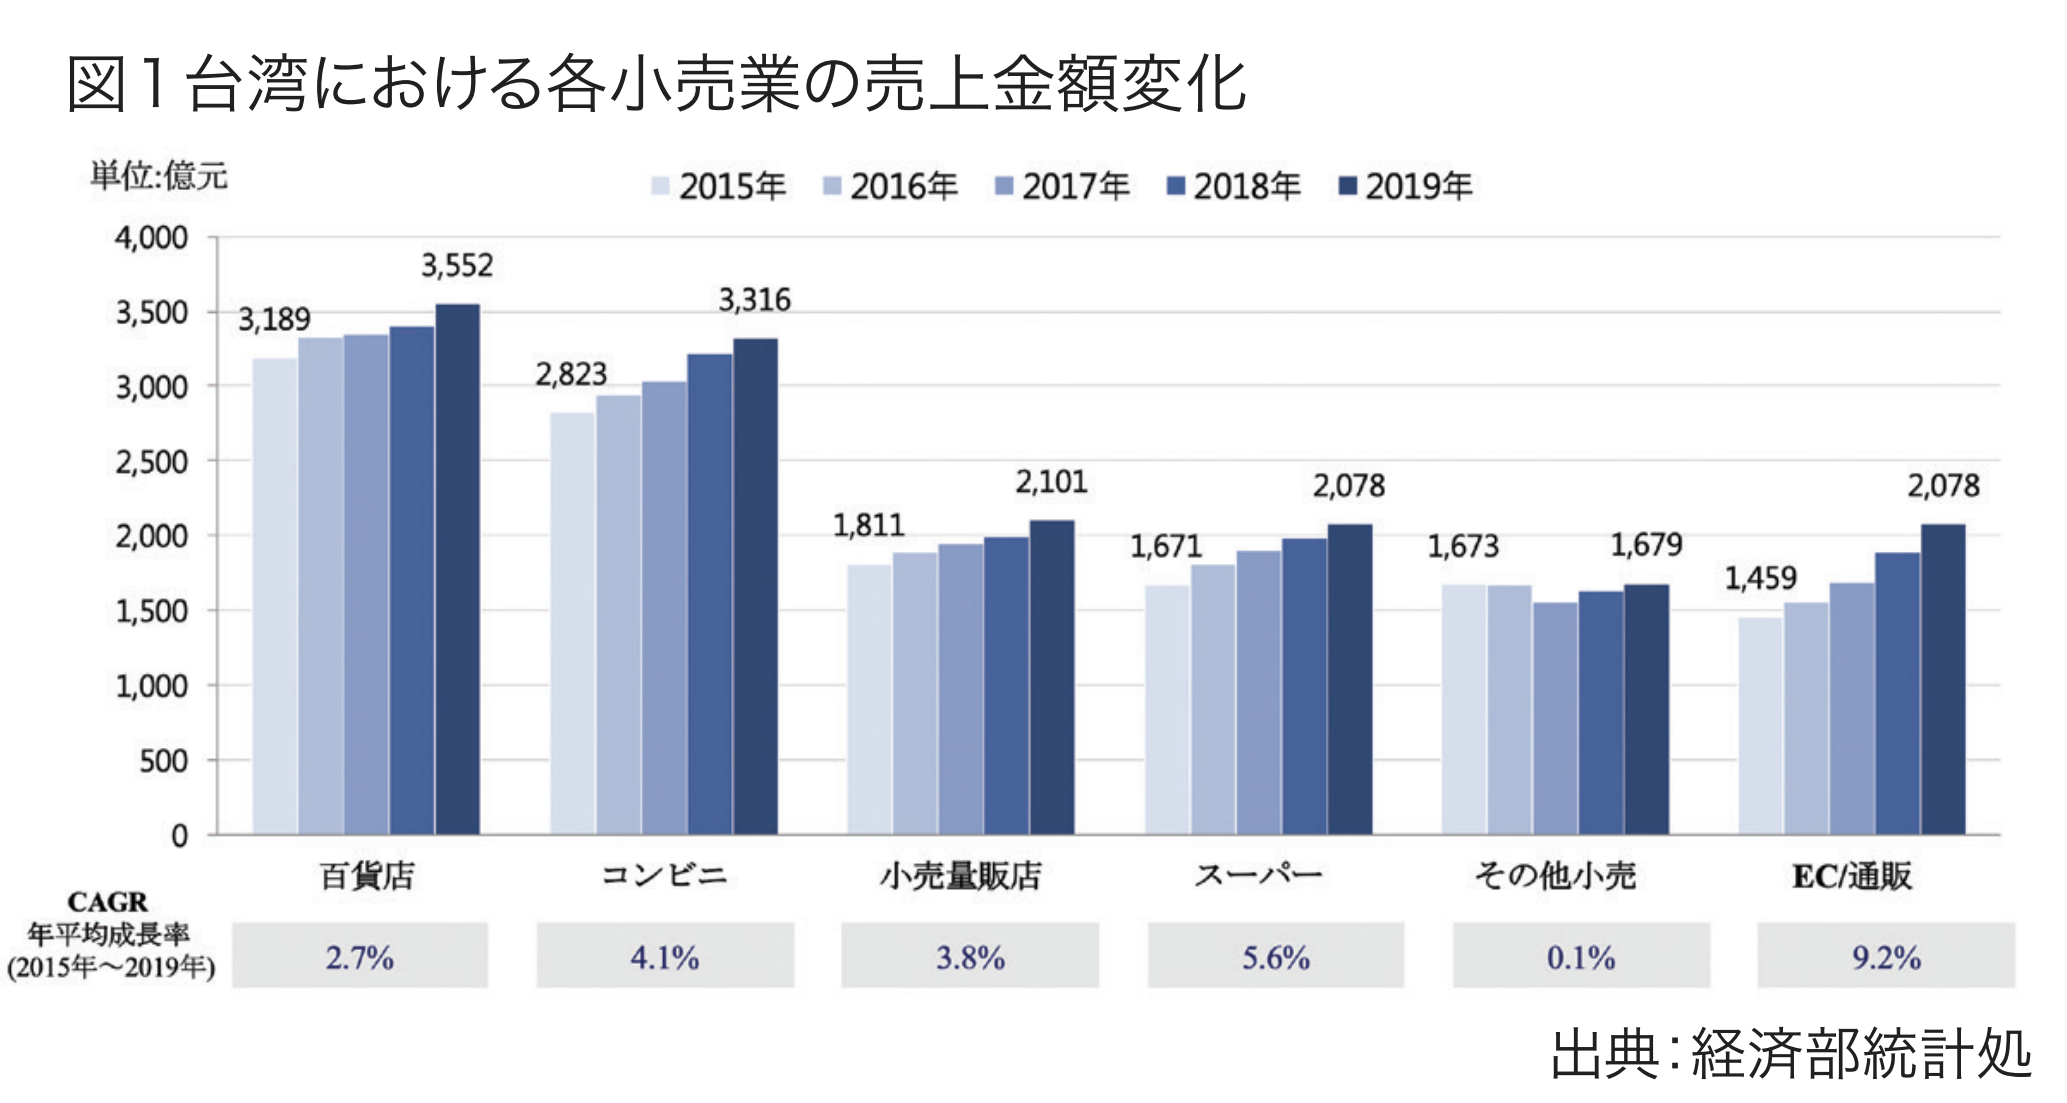 図1台湾における各小売業の売上金額変化
単位:億元
2015年 2016年 2017年 2018年 2019年
4,000
3,500
3,000
2,500
2,000
1,500
1,000
500
0
3,189 3,552
2,823 3,316
1,811 2,101
1,671 2,078
1,673 1,679
1,459 2,078
百貨店 コンビニ 小売量販店 スーパー その他小売 EC/通販
CAGR
年平均成長率
(2015年～2019年)
2.7% 4.1% 3.8% 5.6% 0.1% 9.2%
出典：経済部統計処